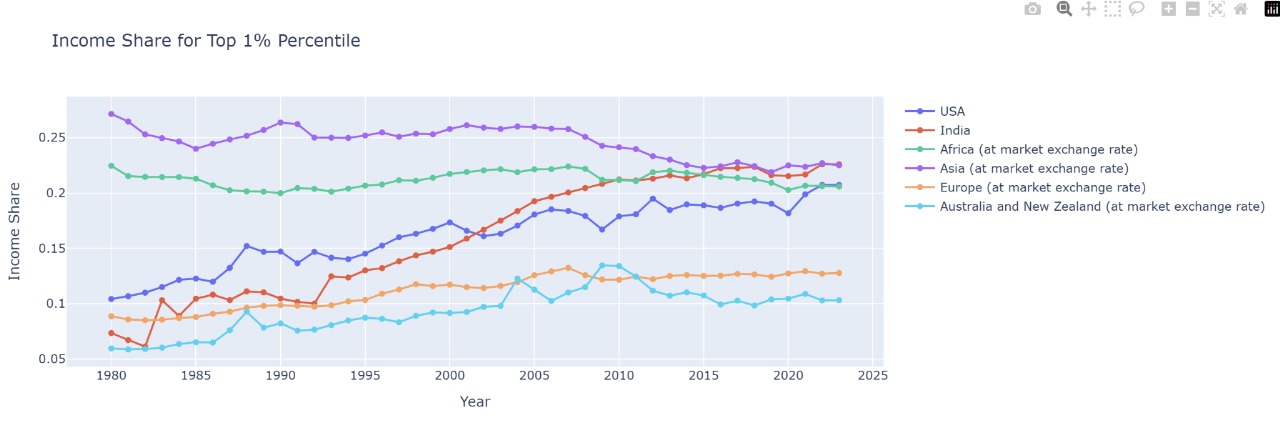 Income Share for Top 1% Percentile
0.25
0.2
0.15
0.1
0.05
Income Share
1980 1985 1990 1995 2000 2005 2010 2015 2020 2025
Year
USA
India
Africa (at market exchange rate)
Asia (at market exchange rate)
Europe (at market exchange rate)
Australia and New Zealand (at market exchange rate)